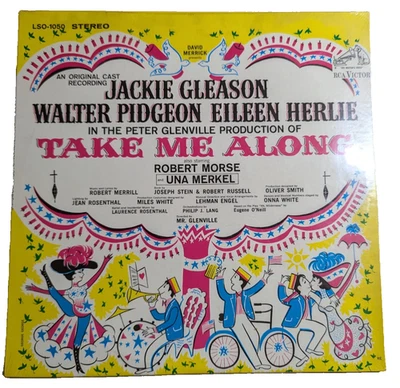 LSO-1050 STEREO
DAVID
MERRICK
presents
AN ORIGINAL CAST
RECORDING
RCA VICTOR
JACKIE GLEASON
WALTER PIDGEON EILEEN HERLIE
IN THE PETER GLENVILLE PRODUCTION OF
TAKE ME ALONG
also starring
ROBERT MORSE
and UNA MERKEL
ROBERT MERRILL
JOSEPH STEIN & ROBERT RUSSELL
OLIVER SMITH
JEAN ROSENTHAL
MILES WHITE
LEHMAN ENGEL
ONNA WHITE
LAURENCE ROSENTHAL
PHILIP J. LANG
Eugene O'Neill
MR. GLENVILLE